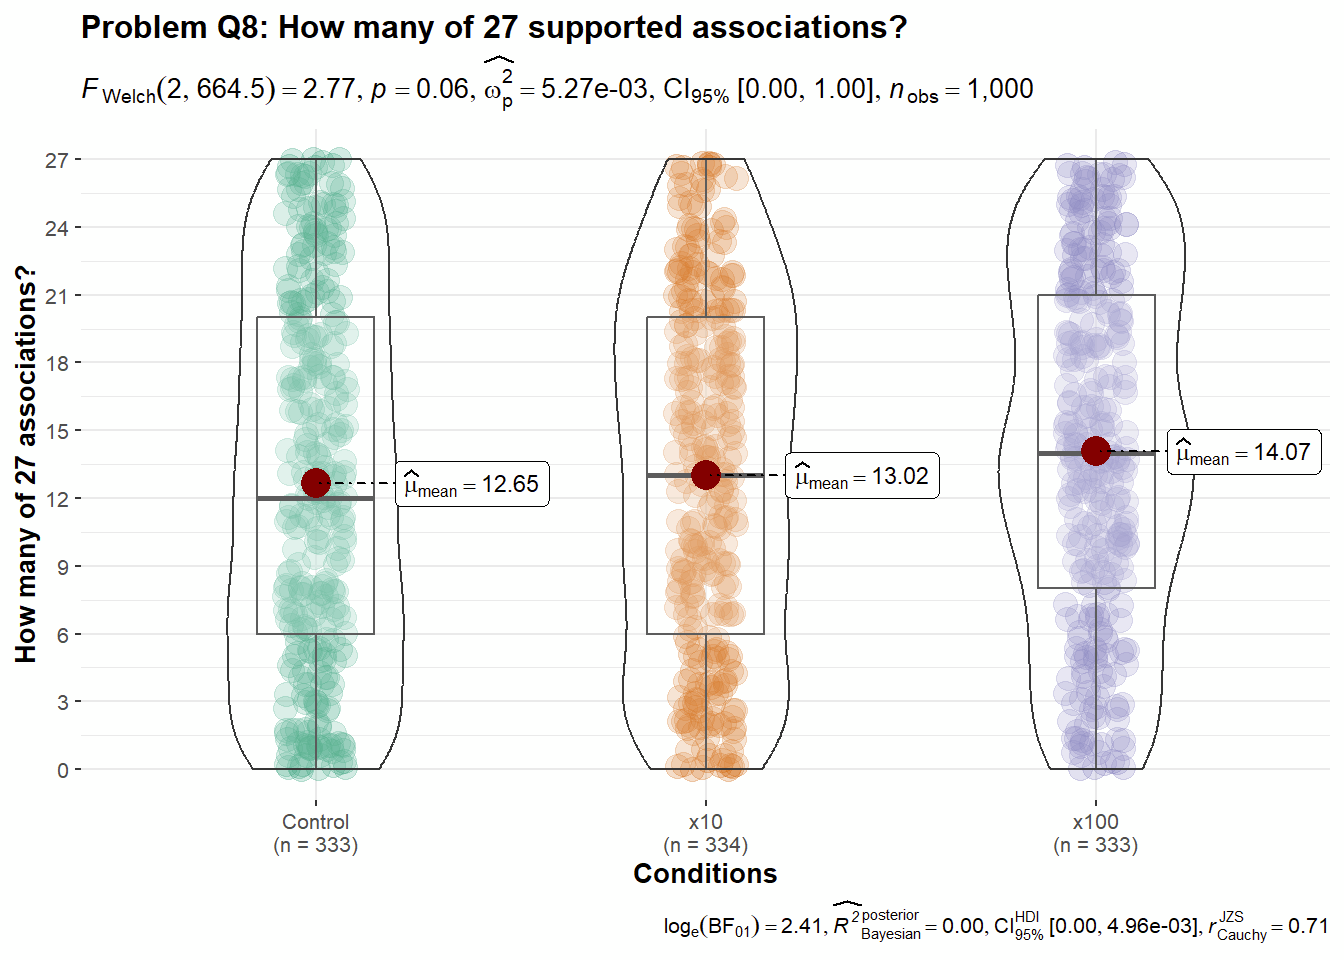 Problem Q8: How many of 27 supported associations?
F Welch(2, 664.5) = 2.77, p = 0.06, ω̂²p = 5.27e-03, CI95% [0.00, 1.00], nobs = 1,000
How many of 27 associations?
27
24
21
18
15
12
9
6
3
0
μ̂mean = 12.65
μ̂mean = 13.02
μ̂mean = 14.07
Control
(n = 333)
x10
(n = 334)
x100
(n = 333)
Conditions
loge(BF01) = 2.41, R̂² posterior Bayesian = 0.00, CI HDI 95% [0.00, 4.96e-03], r JZS Cauchy = 0.71